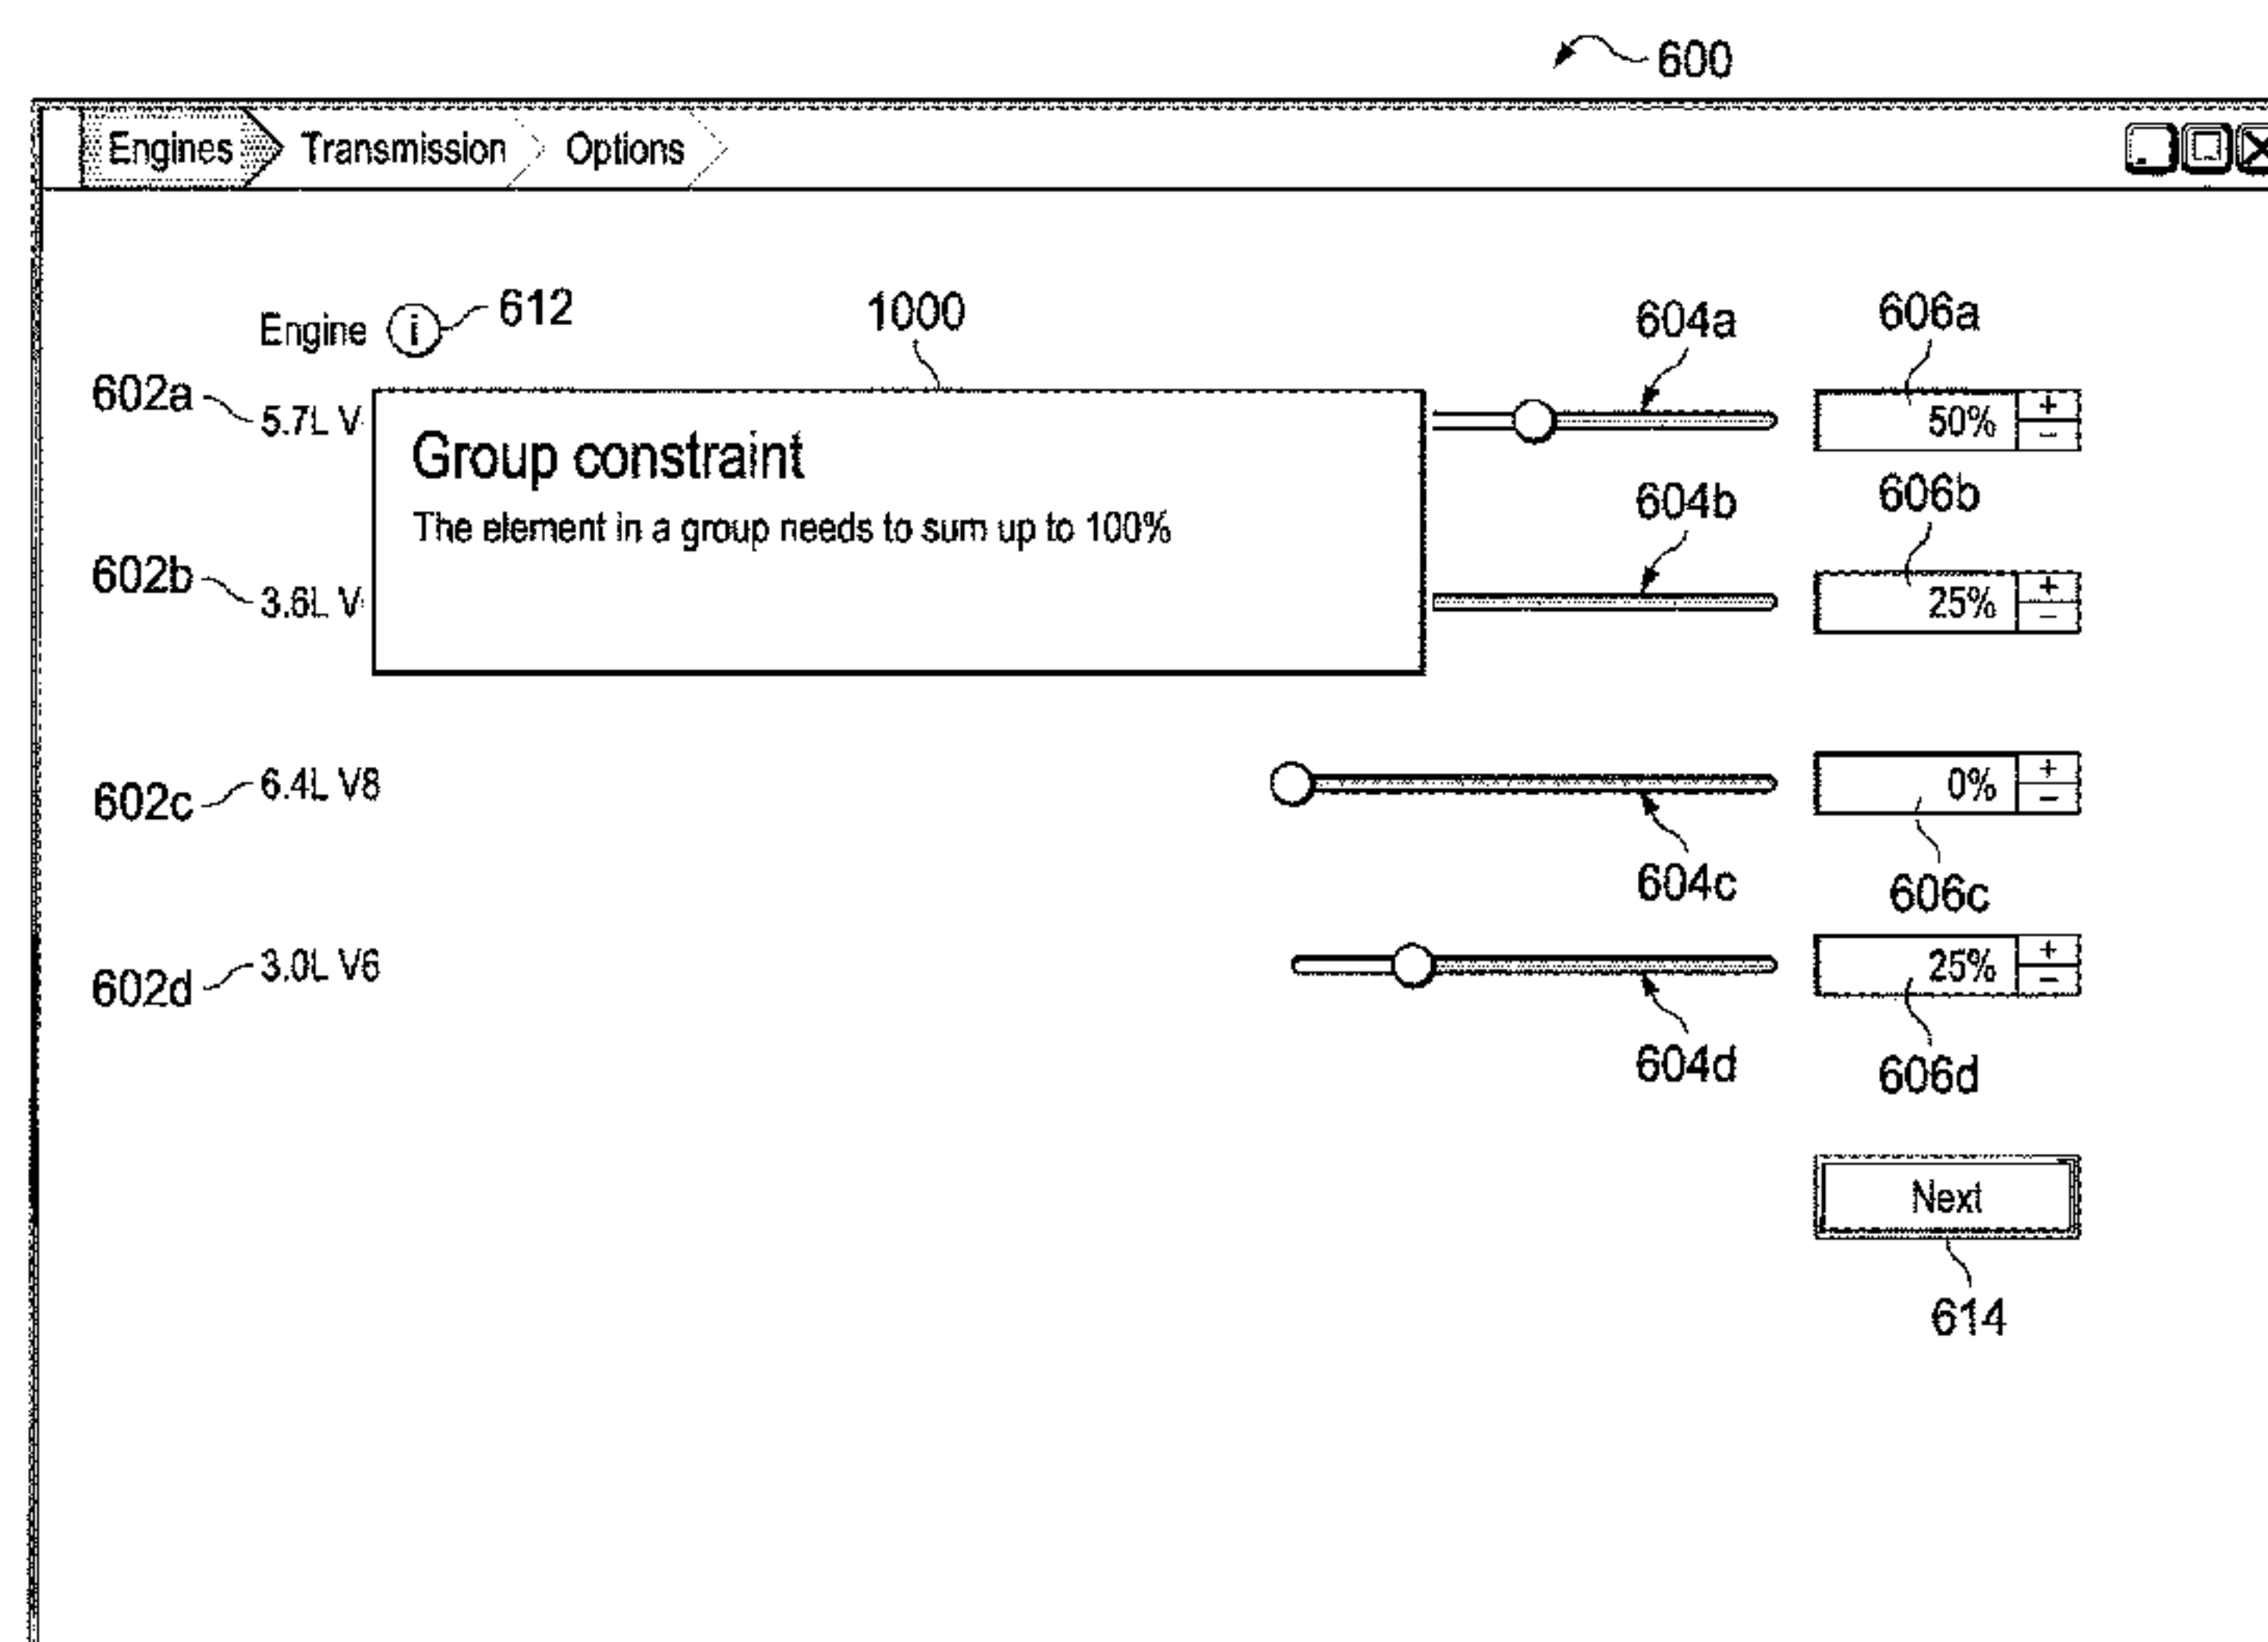 600
Engines Transmission Options
Engine i 612 1000 604a 606a
602a 5.7L V 50% + -
Group constraint
The element in a group needs to sum up to 100%
604b 606b
602b 3.6L V 25% + -
602c 6.4L V8 0% + -
604c 606c
602d 3.0L V6 25% + -
604d 606d
Next
614